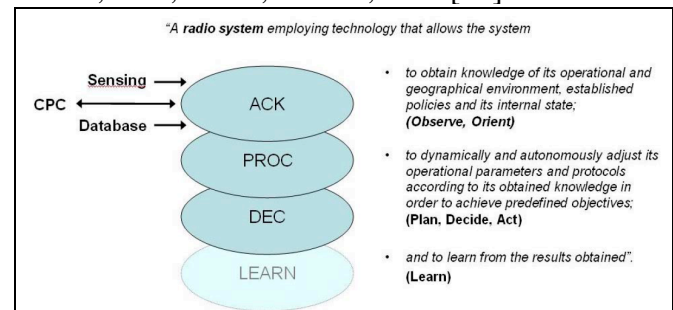 “A radio system employing technology that allows the system
Sensing
CPC
Database
ACK
PROC
DEC
LEARN
• to obtain knowledge of its operational and
geographical environment, established
policies and its internal state;
(Observe, Orient)
• to dynamically and autonomously adjust its
operational parameters and protocols
according to its obtained knowledge in
order to achieve predefined objectives;
(Plan, Decide, Act)
• and to learn from the results obtained”.
(Learn)